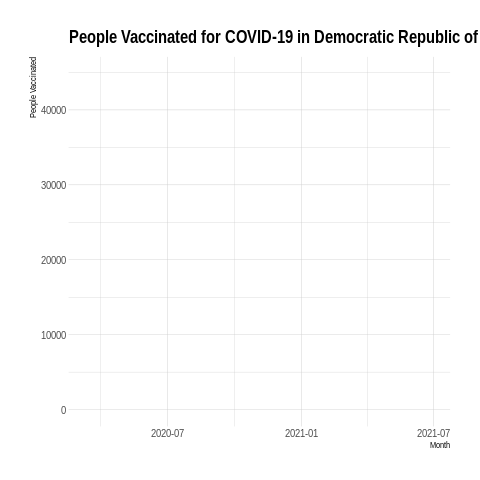 People Vaccinated for COVID-19 in Democratic Republic of
People Vaccinated
40000
30000
20000
10000
0
2020-07 2021-01 2021-07
Month